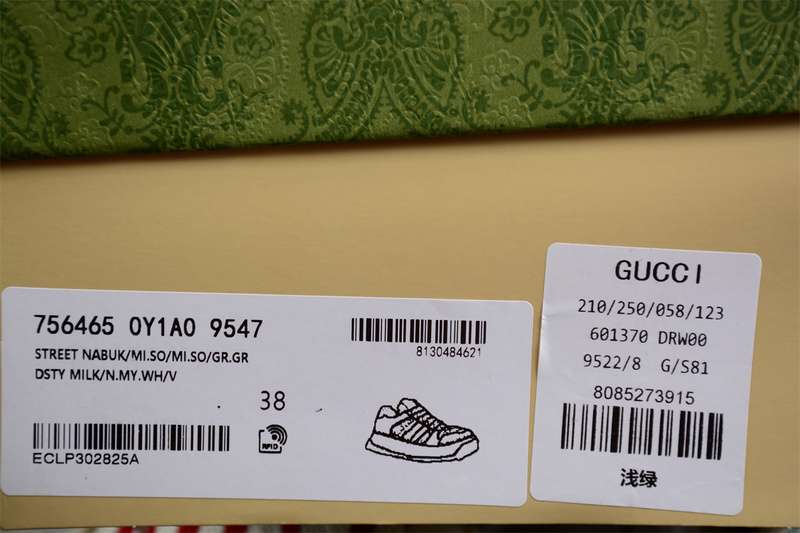 756465 0Y1A0 9547
8130484621
STREET NABUK/MI.SO/MI.SO/GR.GR
DSTY MILK/N.MY.WH/V
38
RFID
ECLP302825A
GUCCI
210/250/058/123
601370 DRW00
9522/8 G/S81
8085273915
浅绿